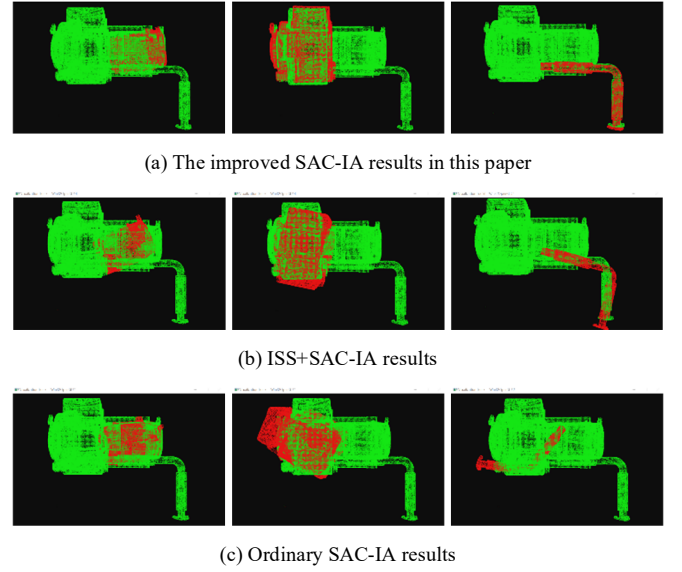 (a) The improved SAC-IA results in this paper
(b) ISS+SAC-IA results
(c) Ordinary SAC-IA results